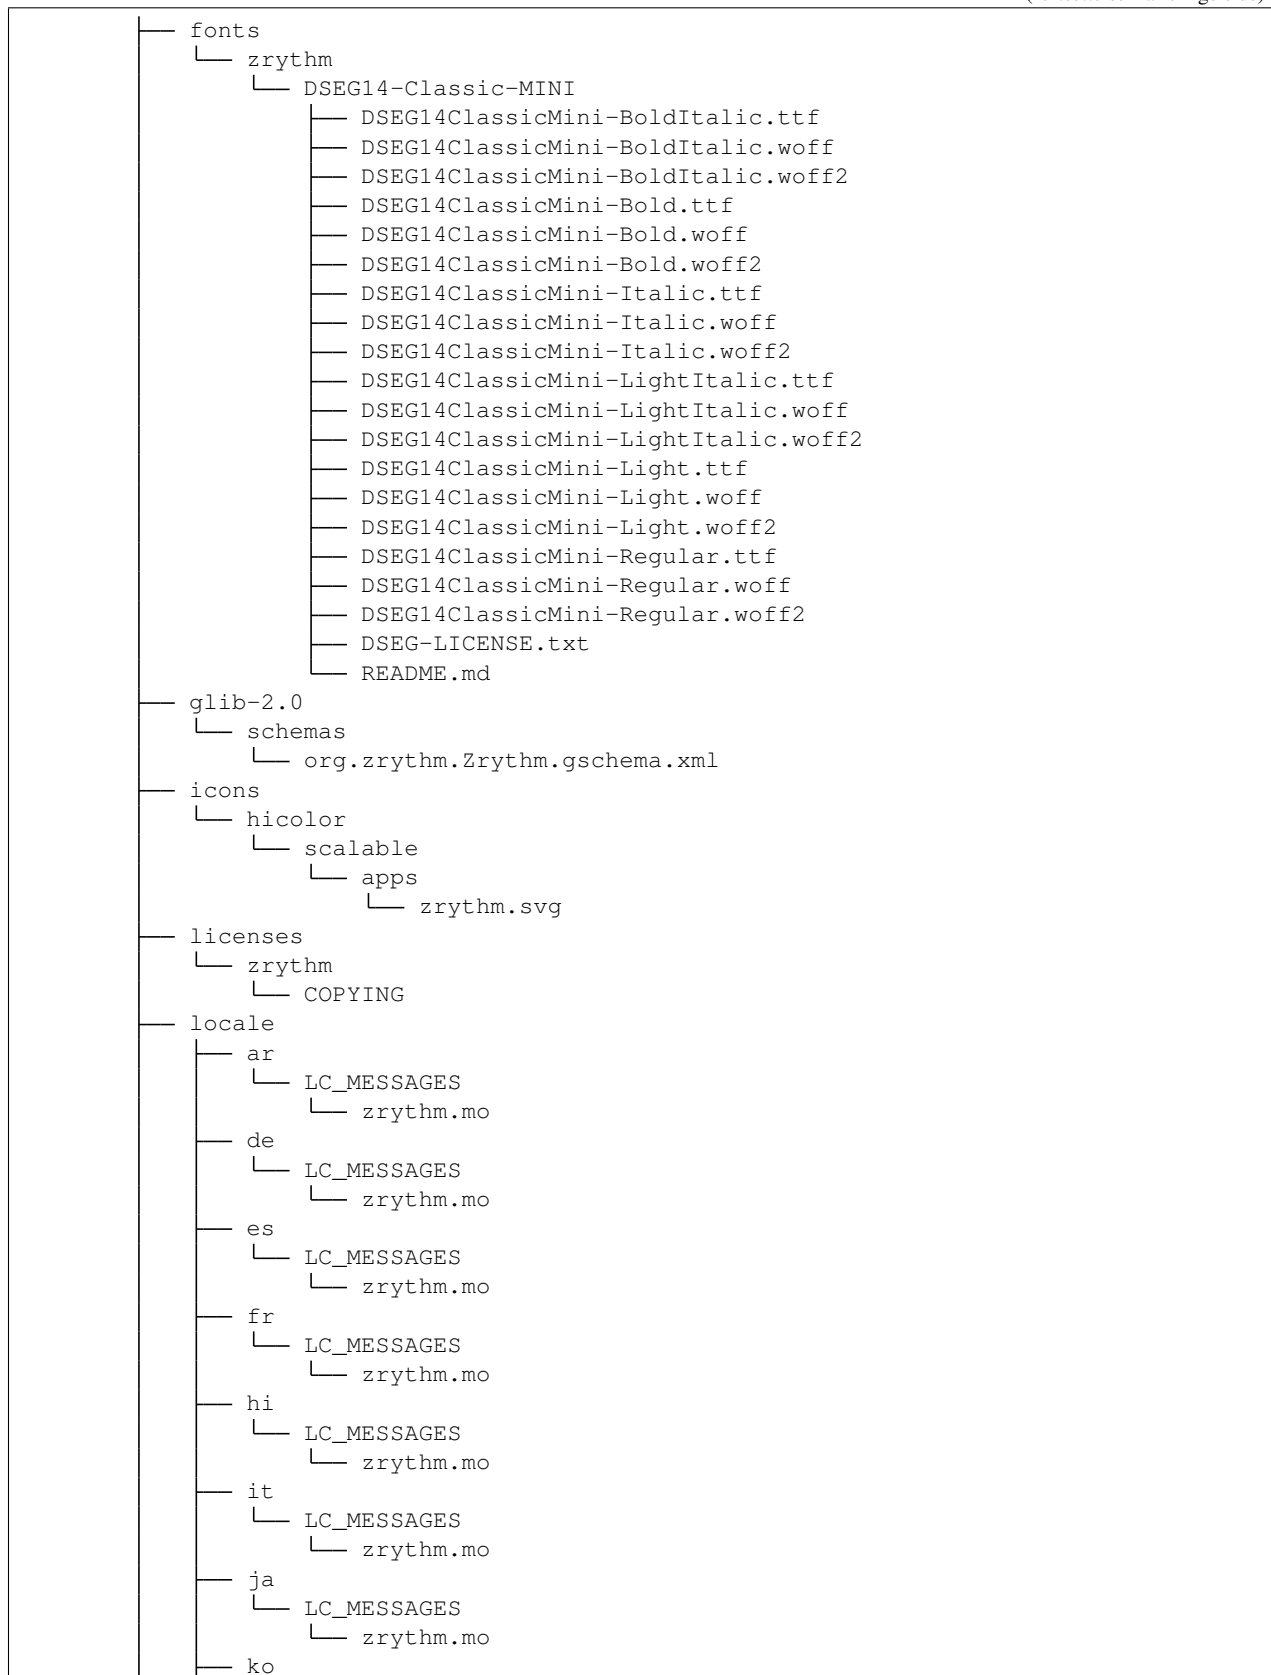 fonts
zrythm
DSEG14-Classic-MINI
DSEG14ClassicMini-BoldItalic.ttf
DSEG14ClassicMini-BoldItalic.woff
DSEG14ClassicMini-BoldItalic.woff2
DSEG14ClassicMini-Bold.ttf
DSEG14ClassicMini-Bold.woff
DSEG14ClassicMini-Bold.woff2
DSEG14ClassicMini-Italic.ttf
DSEG14ClassicMini-Italic.woff
DSEG14ClassicMini-Italic.woff2
DSEG14ClassicMini-LightItalic.ttf
DSEG14ClassicMini-LightItalic.woff
DSEG14ClassicMini-LightItalic.woff2
DSEG14ClassicMini-Light.ttf
DSEG14ClassicMini-Light.woff
DSEG14ClassicMini-Light.woff2
DSEG14ClassicMini-Regular.ttf
DSEG14ClassicMini-Regular.woff
DSEG14ClassicMini-Regular.woff2
DSEG-LICENSE.txt
README.md
glib-2.0
schemas
org.zrythm.Zrythm.gschema.xml
icons
hicolor
scalable
apps
zrythm.svg
licenses
zrythm
COPYING
locale
ar
LC_MESSAGES
zrythm.mo
de
LC_MESSAGES
zrythm.mo
es
LC_MESSAGES
zrythm.mo
fr
LC_MESSAGES
zrythm.mo
hi
LC_MESSAGES
zrythm.mo
it
LC_MESSAGES
zrythm.mo
ja
LC_MESSAGES
zrythm.mo
ko